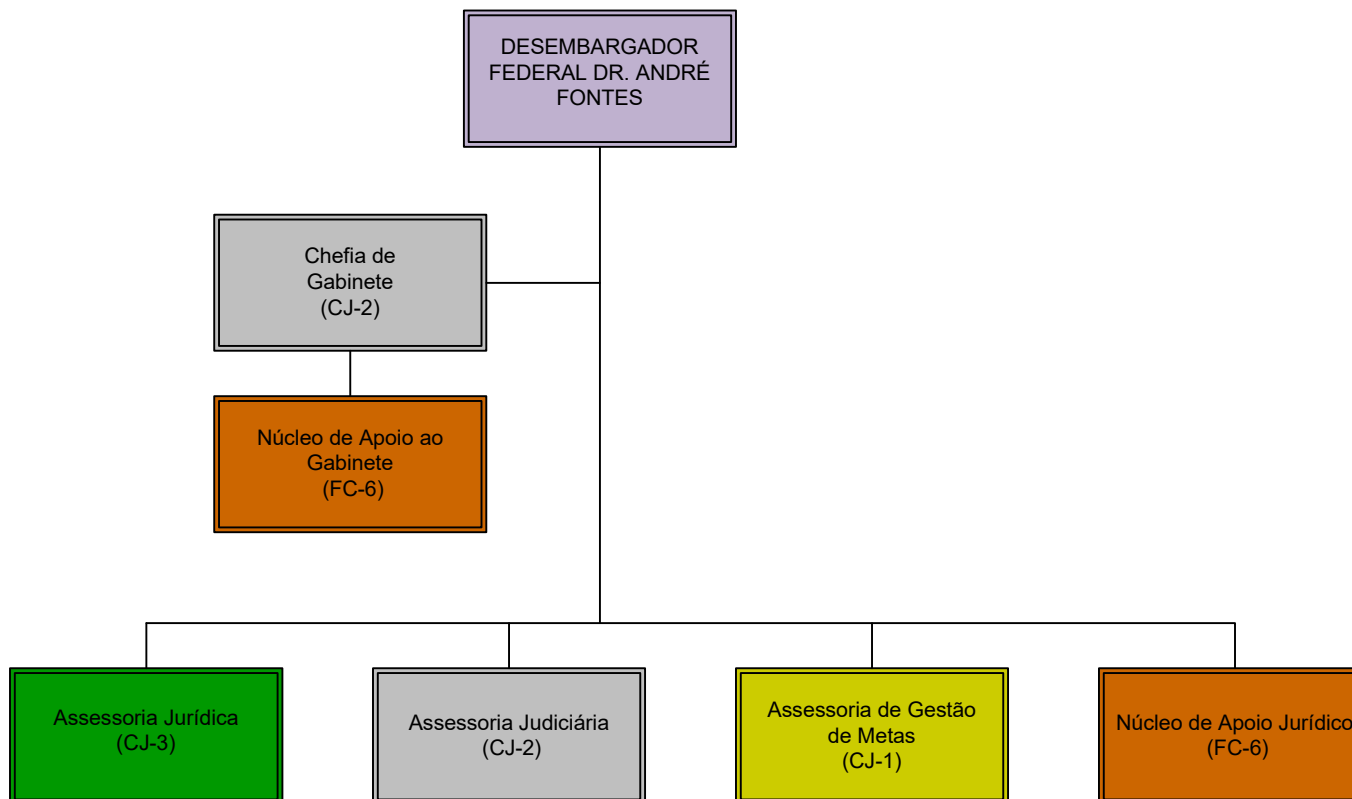 DESEMBARGADOR
FEDERAL DR. ANDRÉ
FONTES
Chefia de
Gabinete
(CJ-2)
Núcleo de Apoio ao
Gabinete
(FC-6)
Assessoria Jurídica
(CJ-3)
Assessoria Judiciária
(CJ-2)
Assessoria de Gestão
de Metas
(CJ-1)
Núcleo de Apoio Jurídico
(FC-6)